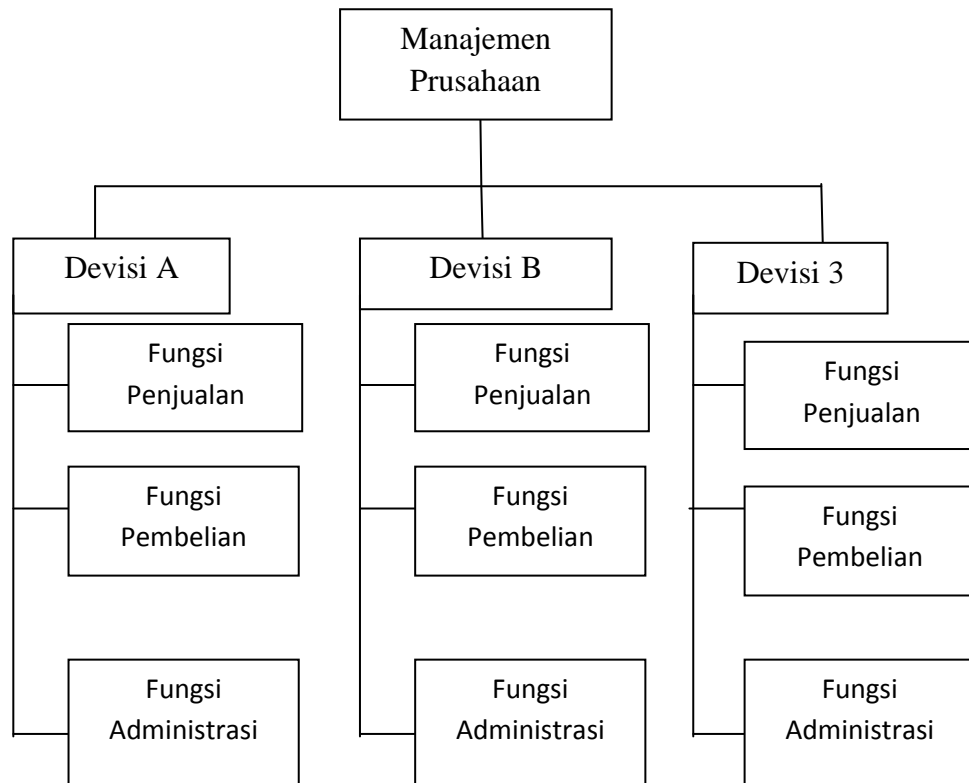 Manajemen
Prusahaan
Devisi A
Devisi B
Devisi 3
Fungsi
Penjualan
Fungsi
Penjualan
Fungsi
Penjualan
Fungsi
Pembelian
Fungsi
Pembelian
Fungsi
Pembelian
Fungsi
Administrasi
Fungsi
Administrasi
Fungsi
Administrasi